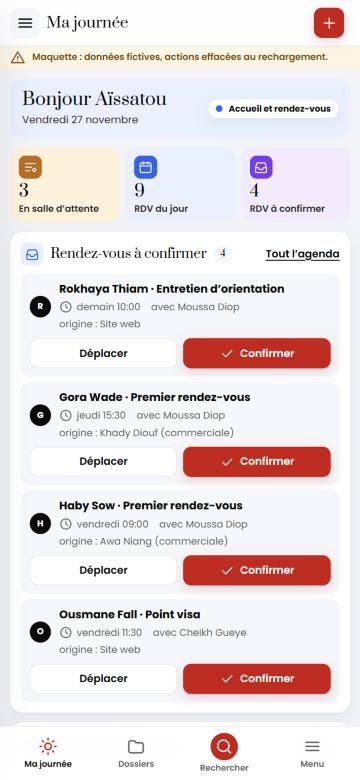 Ma journée
Maquette : données fictives, actions effacées au rechargement.
Bonjour Aïssatou
Vendredi 27 novembre
Accueil et rendez-vous
3
En salle d'attente
9
RDV du jour
4
RDV à confirmer
Rendez-vous à confirmer 4 Tout l'agenda
R
Rokhaya Thiam · Entretien d'orientation
demain 10:00 avec Moussa Diop
origine : Site web
Déplacer Confirmer
G
Gora Wade · Premier rendez-vous
jeudi 15:30 avec Moussa Diop
origine : Khady Diouf (commerciale)
Déplacer Confirmer
H
Haby Sow · Premier rendez-vous
vendredi 09:00 avec Moussa Diop
origine : Awa Niang (commerciale)
Déplacer Confirmer
O
Ousmane Fall · Point visa
vendredi 11:30 avec Cheikh Gueye
origine : Site web
Déplacer Confirmer
Ma journée Dossiers Rechercher Menu